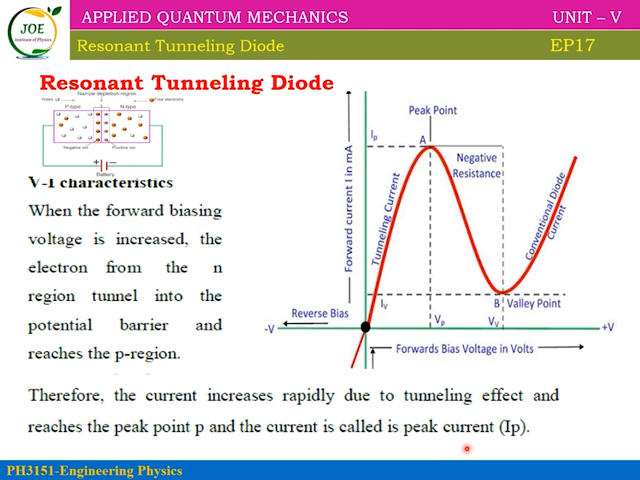 JOE
Institute of Physics
APPLIED QUANTUM MECHANICS UNIT – V
Resonant Tunneling Diode EP17
Resonant Tunneling Diode
Narrow depletion region
Holes P-type N-type Free electrons
Negative ion Positive ion
+ –
Battery
V-I characteristics
When the forward biasing
voltage is increased, the
electron from the n
region tunnel into the
potential barrier and
reaches the p-region.
Peak Point
Ip
A
Negative
Resistance
Forward current I in mA
Tunneling Current
Conventional Diode
Current
Iv
B Valley Point
Reverse Bias
Vp
Vv
-V +V
Forwards Bias Voltage in Volts
Therefore, the current increases rapidly due to tunneling effect and
reaches the peak point p and the current is called is peak current (Ip).
PH3151-Engineering Physics